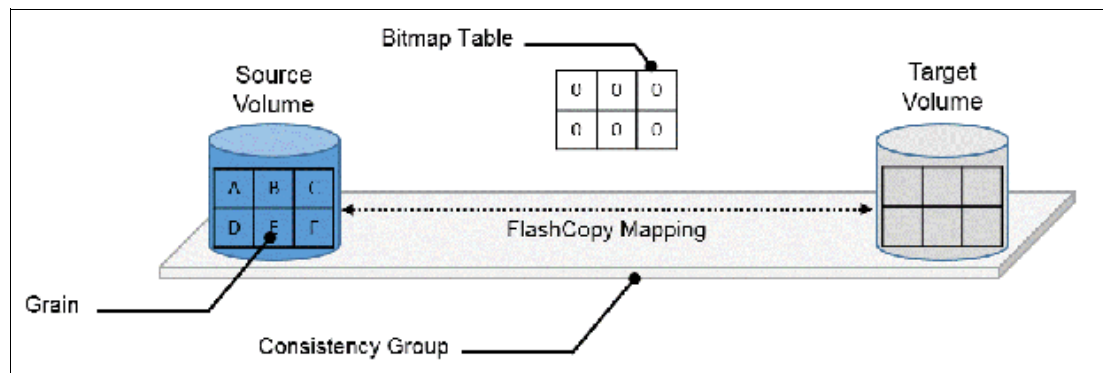 Bitmap Table
Source
Volume
Target
Volume
0 0 0
0 0 0
A B C
D E F
FlashCopy Mapping
Grain
Consistency Group